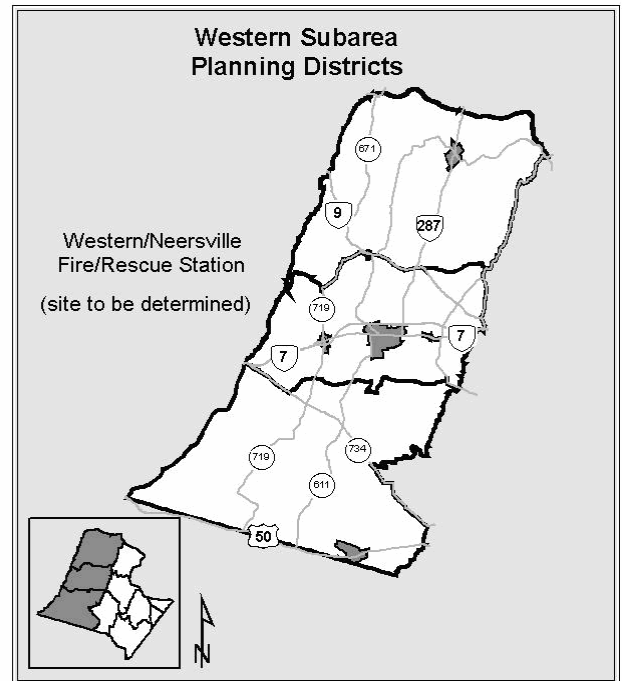 Western Subarea
Planning Districts
671
9
287
Western/Neersville
Fire/Rescue Station
(site to be determined)
719
7
7
734
719
611
50
N